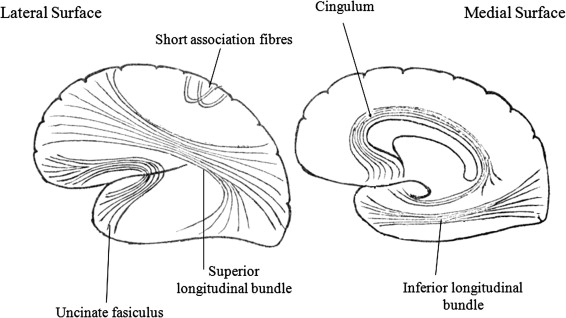 Cingulum
Lateral Surface
Medial Surface
Short association fibres
Superior
longitudinal bundle
Inferior longitudinal
bundle
Uncinate fasiculus